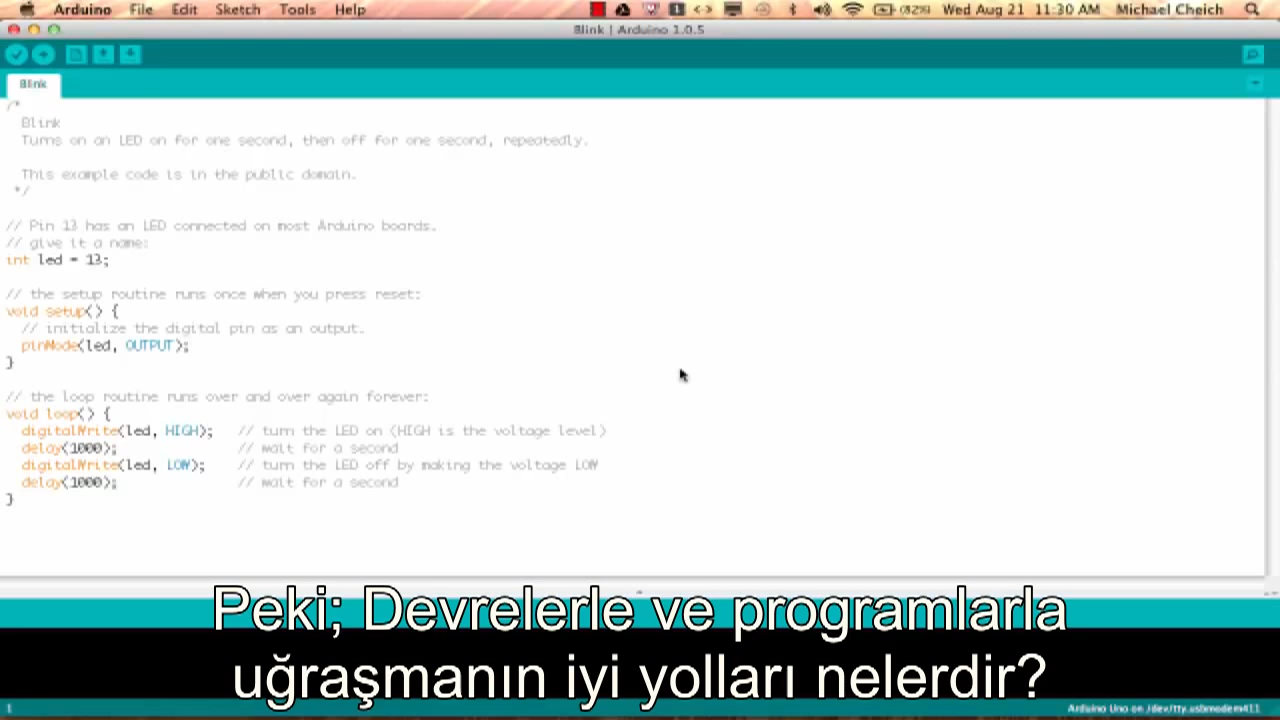 Arduino File Edit Sketch Tools Help (82%) Wed Aug 21 11:30 AM Michael Cheich
Blink | Arduino 1.0.5
Blink
/*
Blink
Turns on an LED on for one second, then off for one second, repeatedly.
This example code is in the public domain.
*/
// Pin 13 has an LED connected on most Arduino boards.
// give it a name:
int led = 13;
// the setup routine runs once when you press reset:
void setup() {
// initialize the digital pin as an output.
pinMode(led, OUTPUT);
}
// the loop routine runs over and over again forever:
void loop() {
digitalWrite(led, HIGH); // turn the LED on (HIGH is the voltage level)
delay(1000); // wait for a second
digitalWrite(led, LOW); // turn the LED off by making the voltage LOW
delay(1000); // wait for a second
}
Peki; Devrelerle ve programlarla
uğraşmanın iyi yolları nelerdir?
1 Arduino Uno on /dev/tty.usbmodem411